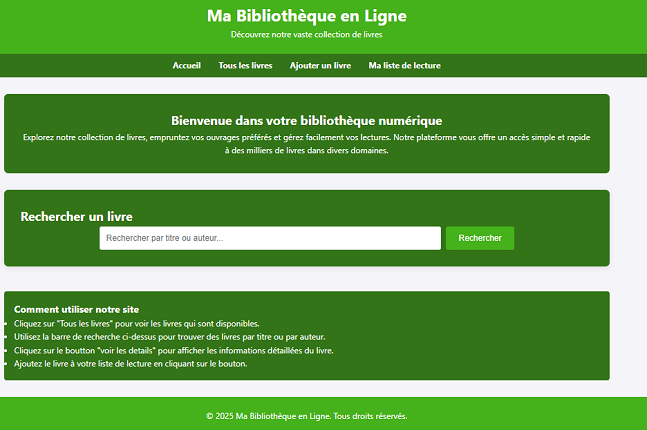 Ma Bibliothèque en Ligne
Découvrez notre vaste collection de livres
Accueil Tous les livres Ajouter un livre Ma liste de lecture
Bienvenue dans votre bibliothèque numérique
Explorez notre collection de livres, empruntez vos ouvrages préférés et gérez facilement vos lectures. Notre plateforme vous offre un accès simple et rapide
à des milliers de livres dans divers domaines.
Rechercher un livre
Rechercher par titre ou auteur... Rechercher
Comment utiliser notre site
Cliquez sur "Tous les livres" pour voir les livres qui sont disponibles.
Utilisez la barre de recherche ci-dessus pour trouver des livres par titre ou par auteur.
Cliquez sur le boutton "voir les details" pour afficher les informations détaillées du livre.
Ajoutez le livre à votre liste de lecture en cliquant sur le bouton.
© 2025 Ma Bibliothèque en Ligne. Tous droits réservés.